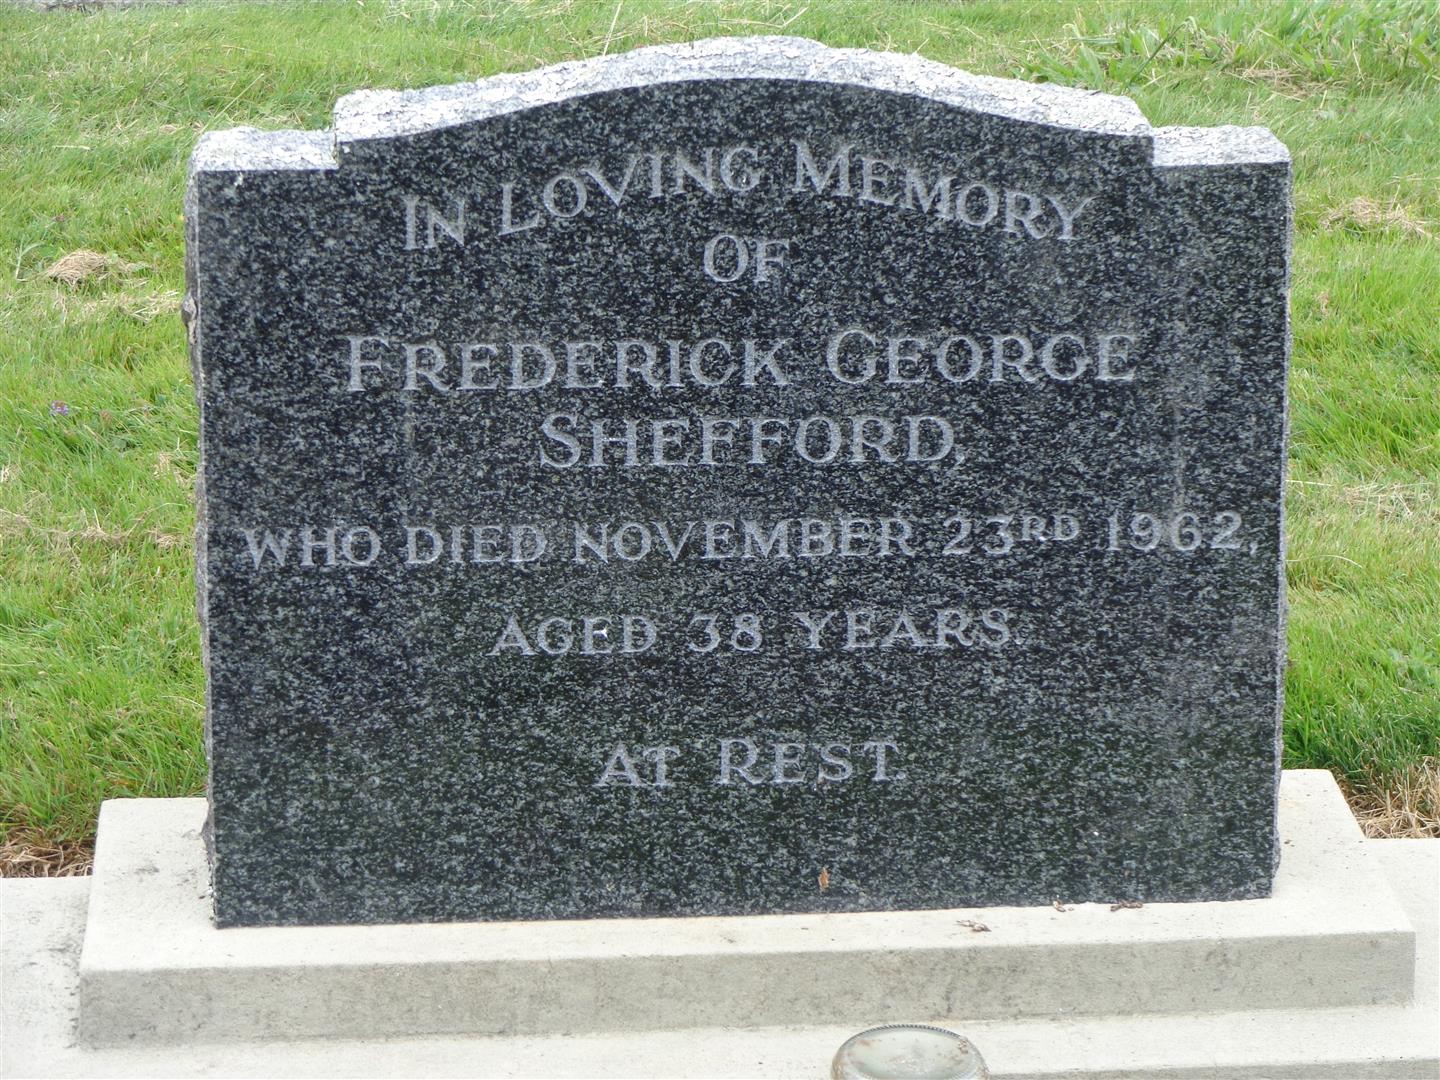 IN LOVING MEMORY
OF
FREDERICK GEORGE
SHEFFORD,
WHO DIED NOVEMBER 23RD 1962,
AGED 38 YEARS.
AT REST.